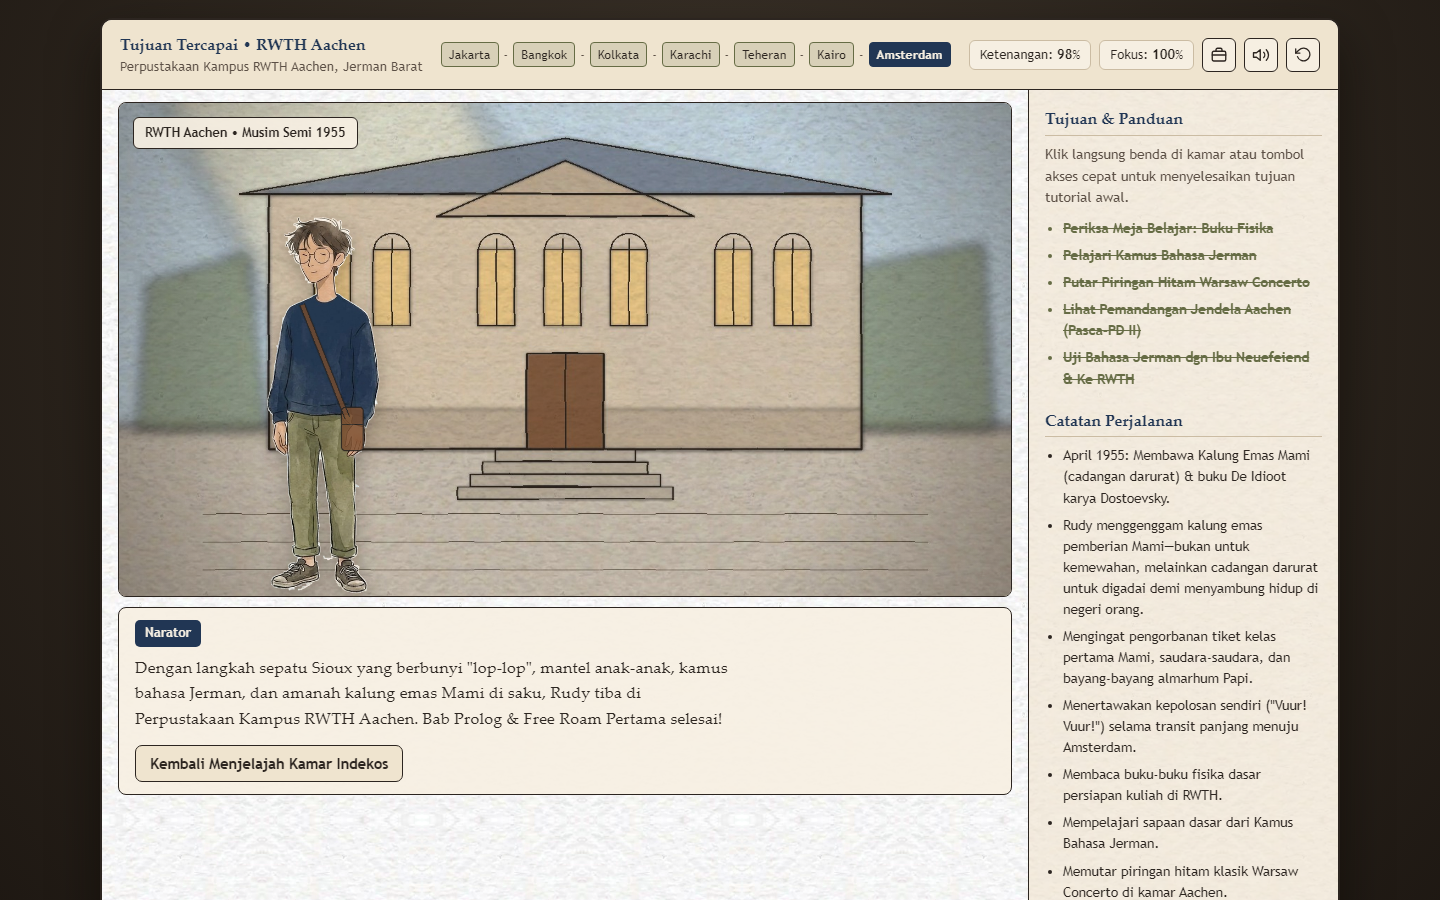 Tujuan Tercapai • RWTH Aachen
Perpustakaan Kampus RWTH Aachen, Jerman Barat
Jakarta - Bangkok - Kolkata - Karachi - Teheran - Kairo - Amsterdam
Ketenangan: 98%
Fokus: 100%
RWTH Aachen • Musim Semi 1955
Narator
Dengan langkah sepatu Sioux yang berbunyi "lop-lop", mantel anak-anak, kamus
bahasa Jerman, dan amanah kalung emas Mami di saku, Rudy tiba di
Perpustakaan Kampus RWTH Aachen. Bab Prolog & Free Roam Pertama selesai!
Kembali Menjelajah Kamar Indekos
Tujuan & Panduan
Klik langsung benda di kamar atau tombol
akses cepat untuk menyelesaikan tujuan
tutorial awal.
• Periksa Meja Belajar: Buku Fisika
• Pelajari Kamus Bahasa Jerman
• Putar Piringan Hitam Warsaw Concerto
• Lihat Pemandangan Jendela Aachen
(Pasca-PD II)
• Uji Bahasa Jerman dgn Ibu Neuefeiend
& Ke RWTH
Catatan Perjalanan
• April 1955: Membawa Kalung Emas Mami
(cadangan darurat) & buku De Idioot
karya Dostoevsky.
• Rudy menggenggam kalung emas
pemberian Mami—bukan untuk
kemewahan, melainkan cadangan darurat
untuk digadai demi menyambung hidup di
negeri orang.
• Mengingat pengorbanan tiket kelas
pertama Mami, saudara-saudara, dan
bayang-bayang almarhum Papi.
• Menertawakan kepolosan sendiri ("Vuur!
Vuur!") selama transit panjang menuju
Amsterdam.
• Membaca buku-buku fisika dasar
persiapan kuliah di RWTH.
• Mempelajari sapaan dasar dari Kamus
Bahasa Jerman.
• Memutar piringan hitam klasik Warsaw
Concerto di kamar Aachen.